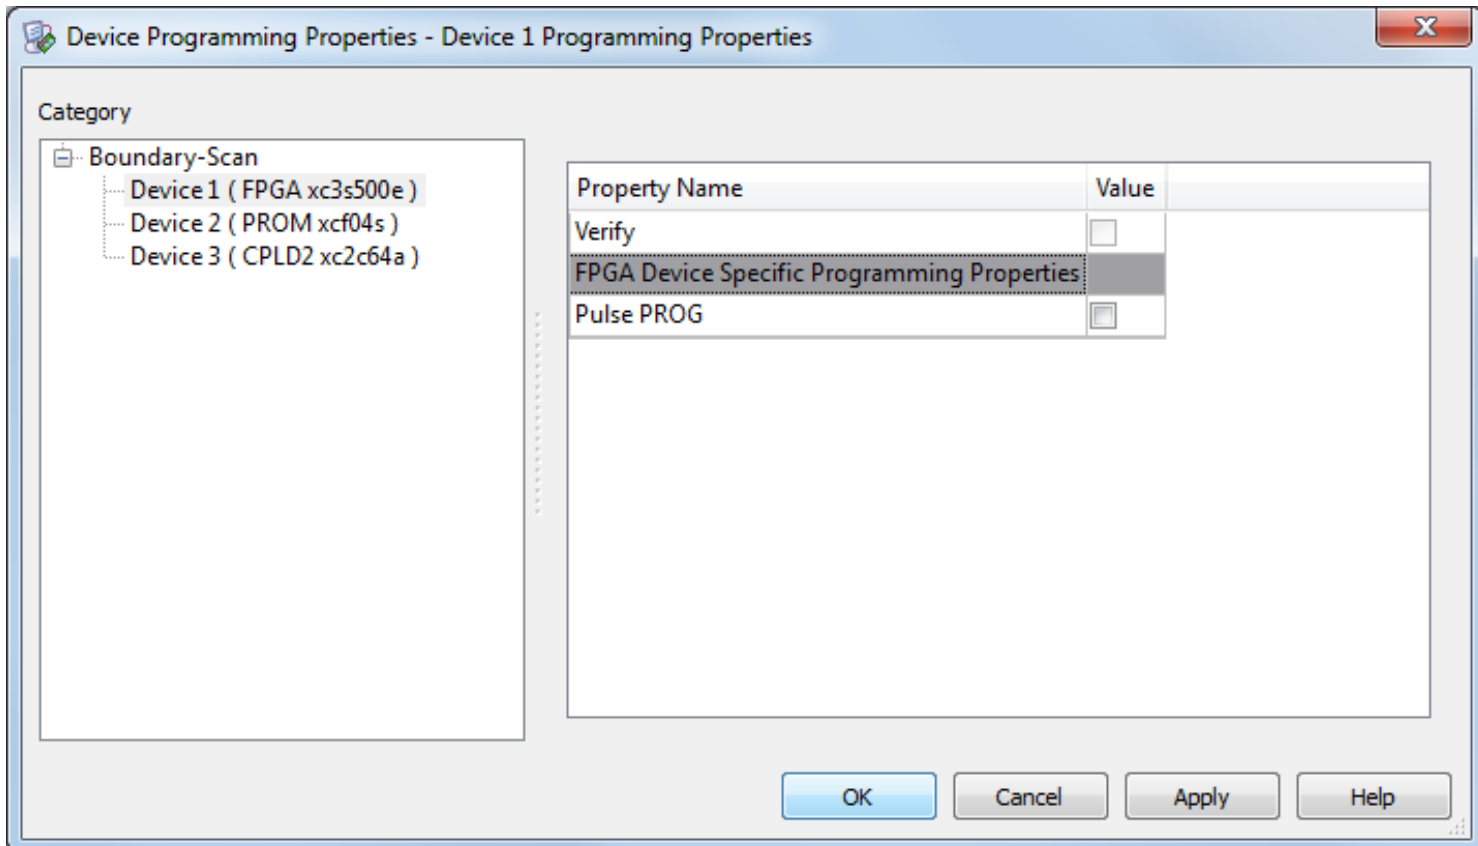 Device Programming Properties - Device 1 Programming Properties
Category
Boundary-Scan
Device 1 ( FPGA xc3s500e )
Device 2 ( PROM xcf04s )
Device 3 ( CPLD2 xc2c64a )
Property Name Value
Verify
FPGA Device Specific Programming Properties
Pulse PROG
OK Cancel Apply Help